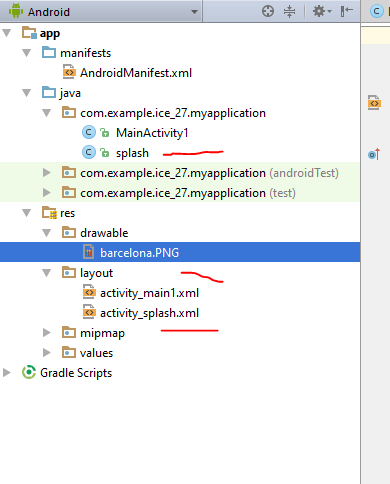 Android
app
manifests
AndroidManifest.xml
java
com.example.ice_27.myapplication
MainActivity1
splash
com.example.ice_27.myapplication (androidTest)
com.example.ice_27.myapplication (test)
res
drawable
barcelona.PNG
layout
activity_main1.xml
activity_splash.xml
mipmap
values
Gradle Scripts